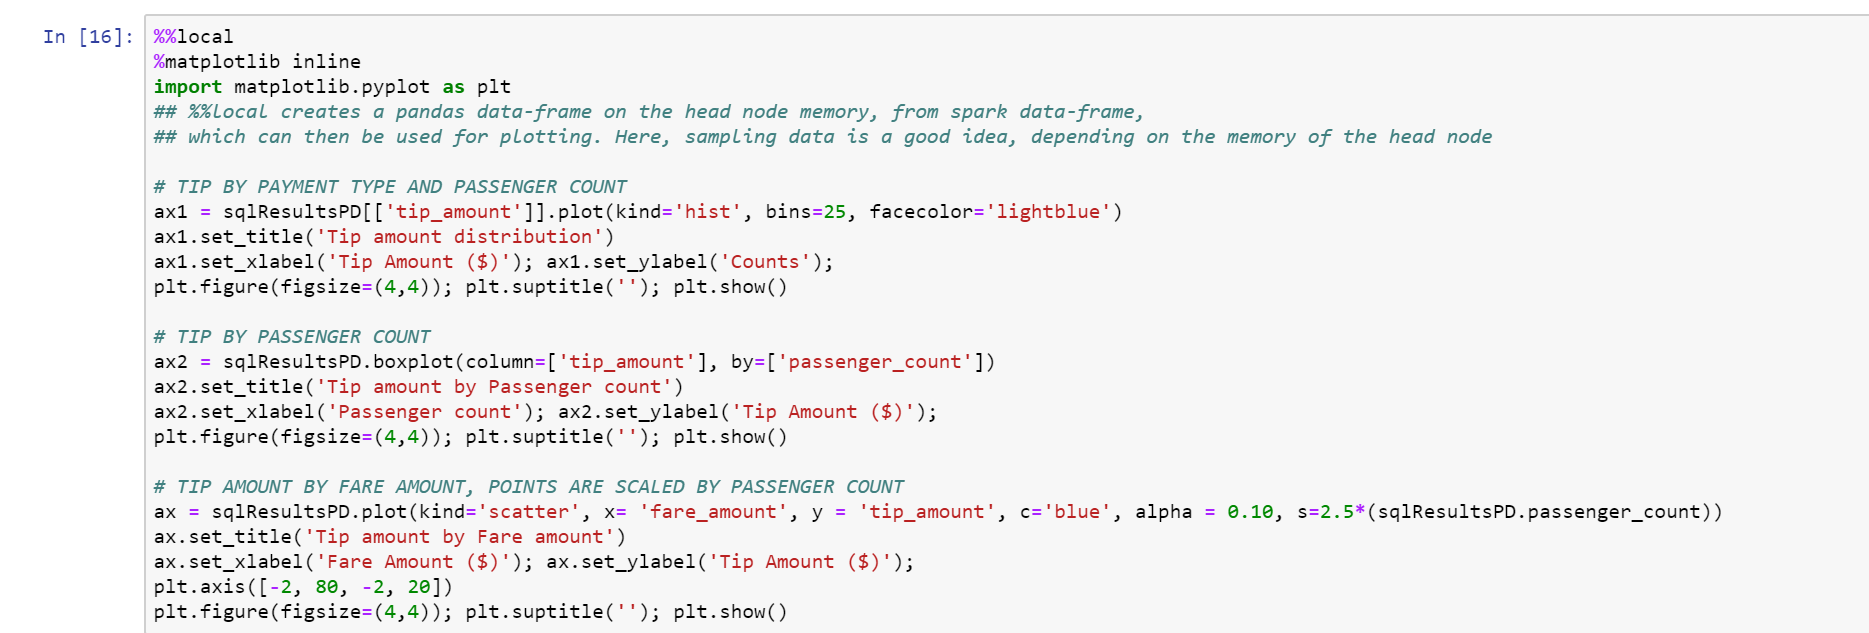 In [16]: %%local
%matplotlib inline
import matplotlib.pyplot as plt
## %%local creates a pandas data-frame on the head node memory, from spark data-frame,
## which can then be used for plotting. Here, sampling data is a good idea, depending on the memory of the head node
# TIP BY PAYMENT TYPE AND PASSENGER COUNT
ax1 = sqlResultsPD[['tip_amount']].plot(kind='hist', bins=25, facecolor='lightblue')
ax1.set_title('Tip amount distribution')
ax1.set_xlabel('Tip Amount ($)'); ax1.set_ylabel('Counts');
plt.figure(figsize=(4,4)); plt.suptitle(''); plt.show()
# TIP BY PASSENGER COUNT
ax2 = sqlResultsPD.boxplot(column=['tip_amount'], by=['passenger_count'])
ax2.set_title('Tip amount by Passenger count')
ax2.set_xlabel('Passenger count'); ax2.set_ylabel('Tip Amount ($)');
plt.figure(figsize=(4,4)); plt.suptitle(''); plt.show()
# TIP AMOUNT BY FARE AMOUNT, POINTS ARE SCALED BY PASSENGER COUNT
ax = sqlResultsPD.plot(kind='scatter', x= 'fare_amount', y = 'tip_amount', c='blue', alpha = 0.10, s=2.5*(sqlResultsPD.passenger_count))
ax.set_title('Tip amount by Fare amount')
ax.set_xlabel('Fare Amount ($)'); ax.set_ylabel('Tip Amount ($)');
plt.axis([-2, 80, -2, 20])
plt.figure(figsize=(4,4)); plt.suptitle(''); plt.show()